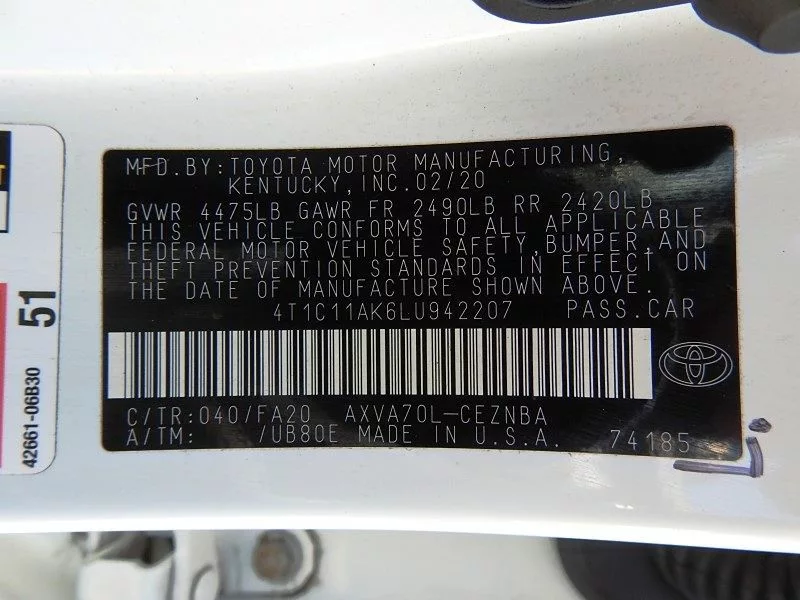 MFD.BY:TOYOTA MOTOR MANUFACTURING,
KENTUCKY,INC.02/20
GVWR 4475LB GAWR FR 2490LB RR 2420LB
THIS VEHICLE CONFORMS TO ALL APPLICABLE
FEDERAL MOTOR VEHICLE SAFETY,BUMPER,AND
THEFT PREVENTION STANDARDS IN EFFECT ON
THE DATE OF MANUFACTURE SHOWN ABOVE.
4T1C11AK6LU942207 PASS.CAR
C/TR:040/FA20 AXVA70L-CEZNBA
A/TM: /UB80E MADE IN U.S.A. 74185
51
42661-06B30